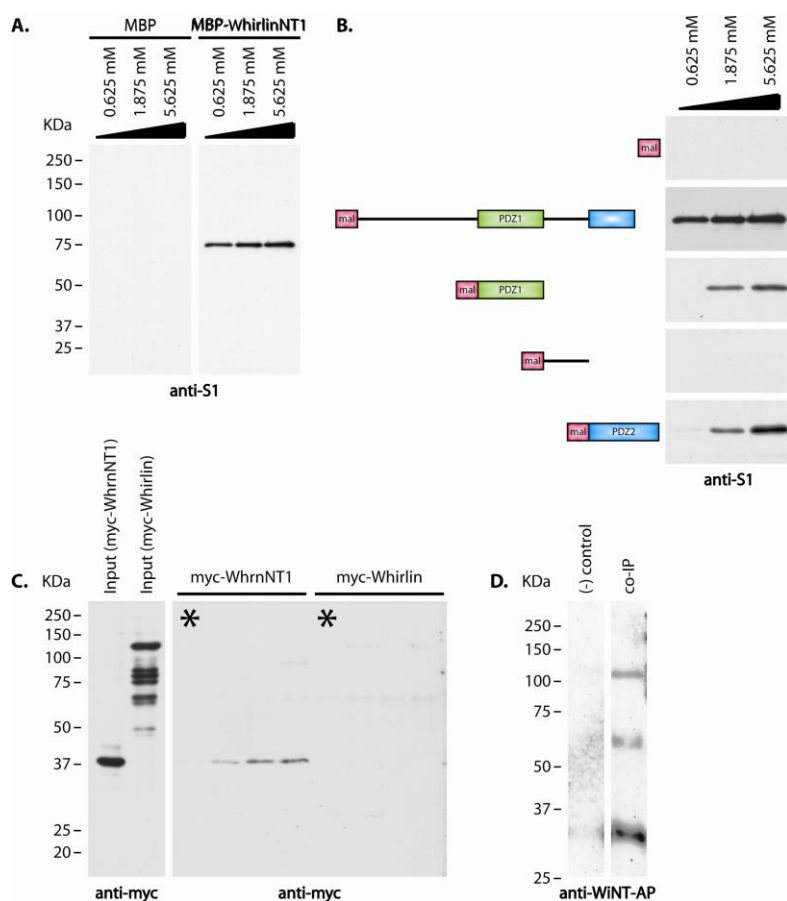 A.
MBP
MBP-WhirlinNT1
0.625 mM
1.875 mM
5.625 mM
0.625 mM
1.875 mM
5.625 mM
KDa
250
150
100
75
50
37
25
anti-S1
B.
0.625 mM
1.875 mM
5.625 mM
mal
mal
PDZ1
mal
PDZ1
mal
mal
PDZ2
anti-S1
C.
KDa
Input (myc-WhrnNT1)
Input (myc-Whirlin)
myc-WhrnNT1
myc-Whirlin
*
*
250
150
100
75
50
37
25
20
anti-myc
anti-myc
D.
KDa
(-) control
co-IP
250
150
100
75
50
37
25
anti-WiNT-AP